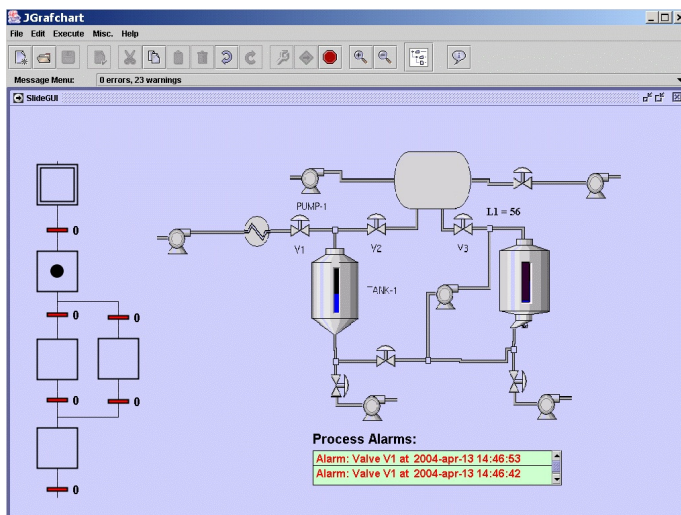 JGrafchart
File Edit Execute Misc. Help
Message Menu: 0 errors, 23 warnings
SlideGUI
PUMP-1
L1 = 56
0
V1
V2
V3
TANK-1
0
0
0
0
0
Process Alarms:
Alarm: Valve V1 at 2004-apr-13 14:46:53
Alarm: Valve V1 at 2004-apr-13 14:46:42